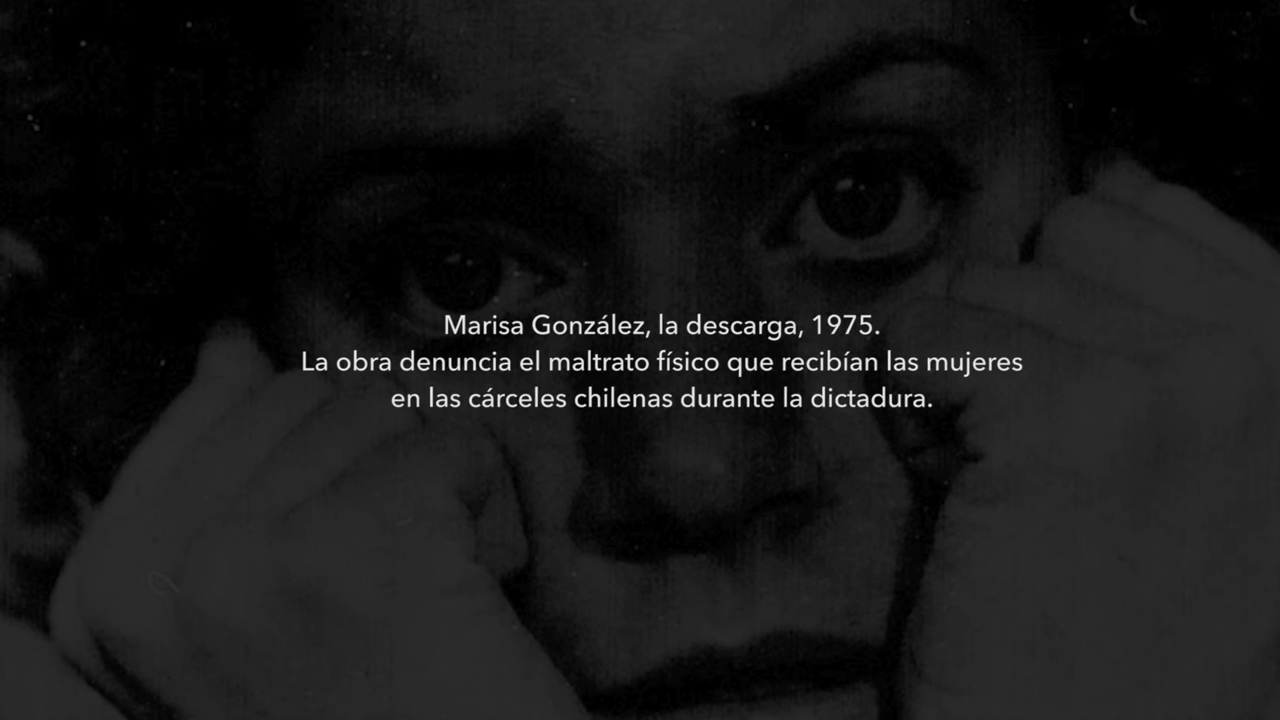 Marisa González, la descarga, 1975.
La obra denuncia el maltrato físico que recibían las mujeres
en las cárceles chilenas durante la dictadura.